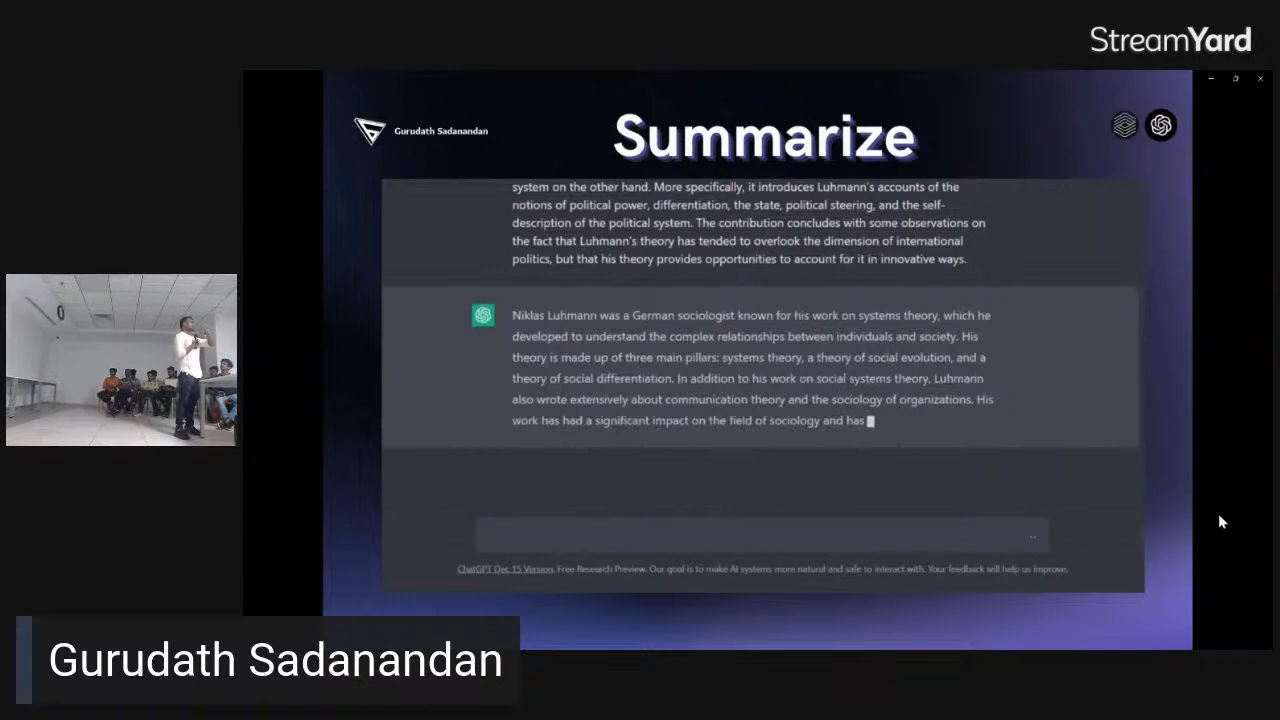 StreamYard
Gurudath Sadanandan
Summarize
system on the other hand. More specifically, it introduces Luhmann's accounts of the
notions of political power, differentiation, the state, political steering, and the self-
description of the political system. The contribution concludes with some observations on
the fact that Luhmann's theory has tended to overlook the dimension of international
politics, but that his theory provides opportunities to account for it in innovative ways.
Niklas Luhmann was a German sociologist known for his work on systems theory, which he
developed to understand the complex relationships between individuals and society. His
theory is made up of three main pillars: systems theory, a theory of social evolution, and a
theory of social differentiation. In addition to his work on social systems theory, Luhmann
also wrote extensively about communication theory and the sociology of organizations. His
work has had a significant impact on the field of sociology and has
ChatGPT Dec 15 Version. Free Research Preview. Our goal is to make AI systems more natural and safe to interact with. Your feedback will help us improve.
Gurudath Sadanandan